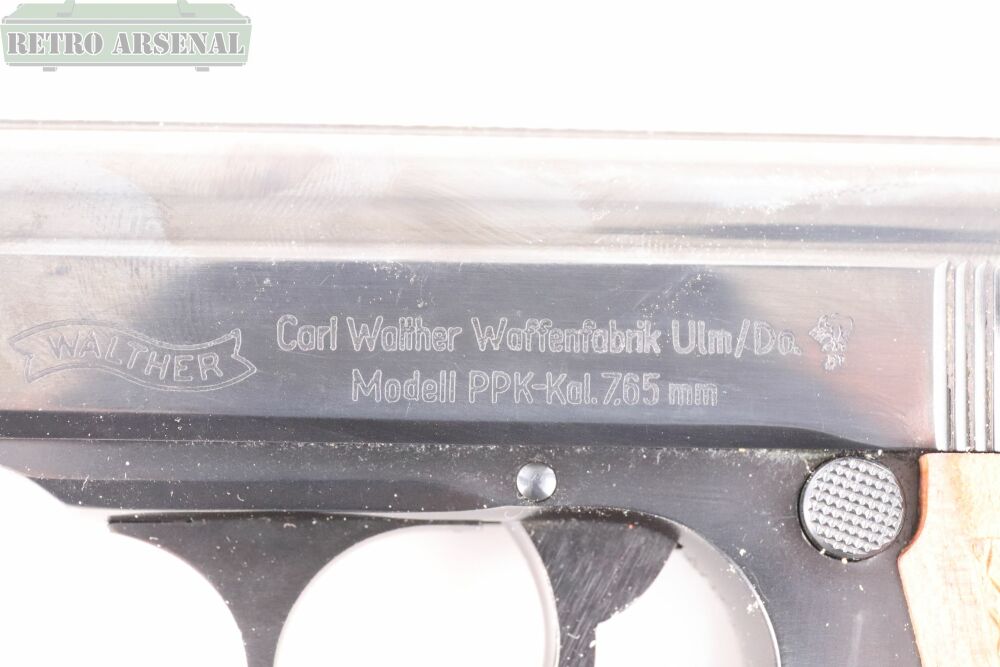 RETRO ARSENAL
WALTHER
Carl Walther Waffenfabrik Ulm/Do.
Modell PPK-Kal. 7,65 mm